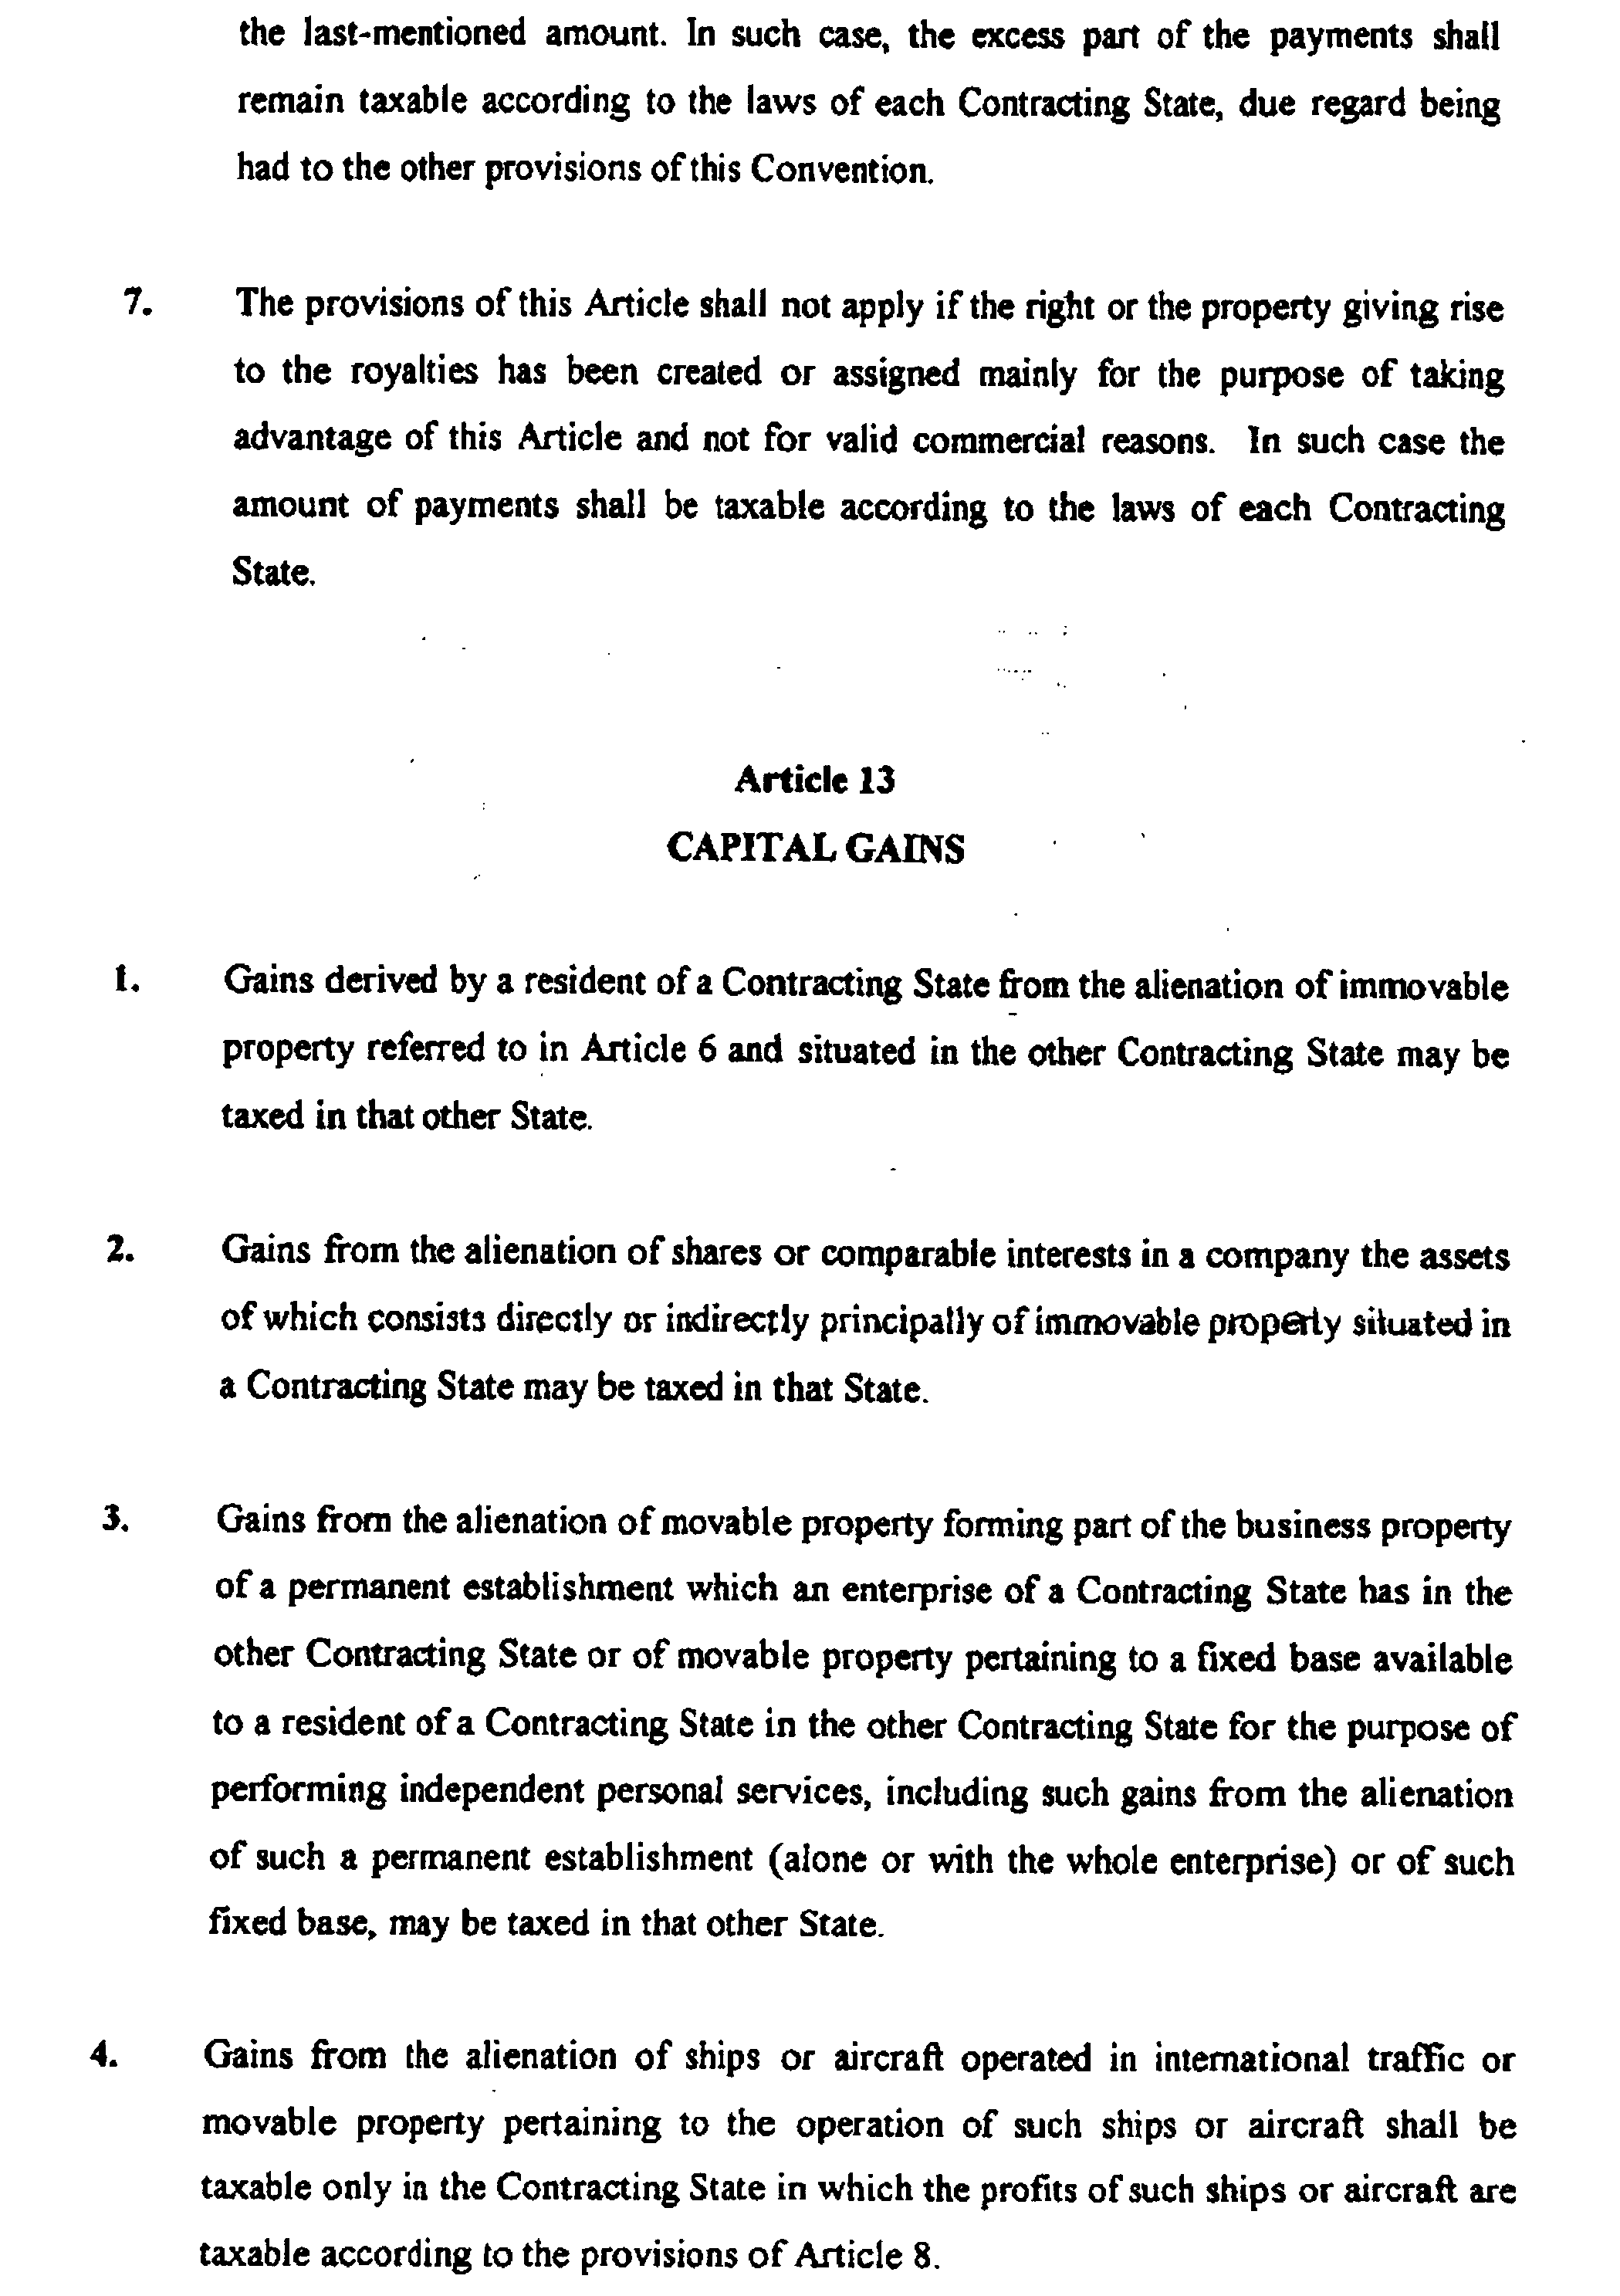 the last-mentioned amount. In such case, the excess part of the payments shall
remain taxable according to the laws of each Contracting State, due regard being
had to the other provisions of this Convention.
7. The provisions of this Article shall not apply if the right or the property giving rise
to the royalties has been created or assigned mainly for the purpose of taking
advantage of this Article and not for valid commercial reasons. In such case the
amount of payments shall be taxable according to the laws of each Contracting
State.
Article 13
CAPITAL GAINS
1. Gains derived by a resident of a Contracting State from the alienation of immovable
property referred to in Article 6 and situated in the other Contracting State may be
taxed in that other State.
2. Gains from the alienation of shares or comparable interests in a company the assets
of which consists directly or indirectly principally of immovable property situated in
a Contracting State may be taxed in that State.
3. Gains from the alienation of movable property forming part of the business property
of a permanent establishment which an enterprise of a Contracting State has in the
other Contracting State or of movable property pertaining to a fixed base available
to a resident of a Contracting State in the other Contracting State for the purpose of
performing independent personal services, including such gains from the alienation
of such a permanent establishment (alone or with the whole enterprise) or of such
fixed base, may be taxed in that other State.
4. Gains from the alienation of ships or aircraft operated in international traffic or
movable property pertaining to the operation of such ships or aircraft shall be
taxable only in the Contracting State in which the profits of such ships or aircraft are
taxable according to the provisions of Article 8.